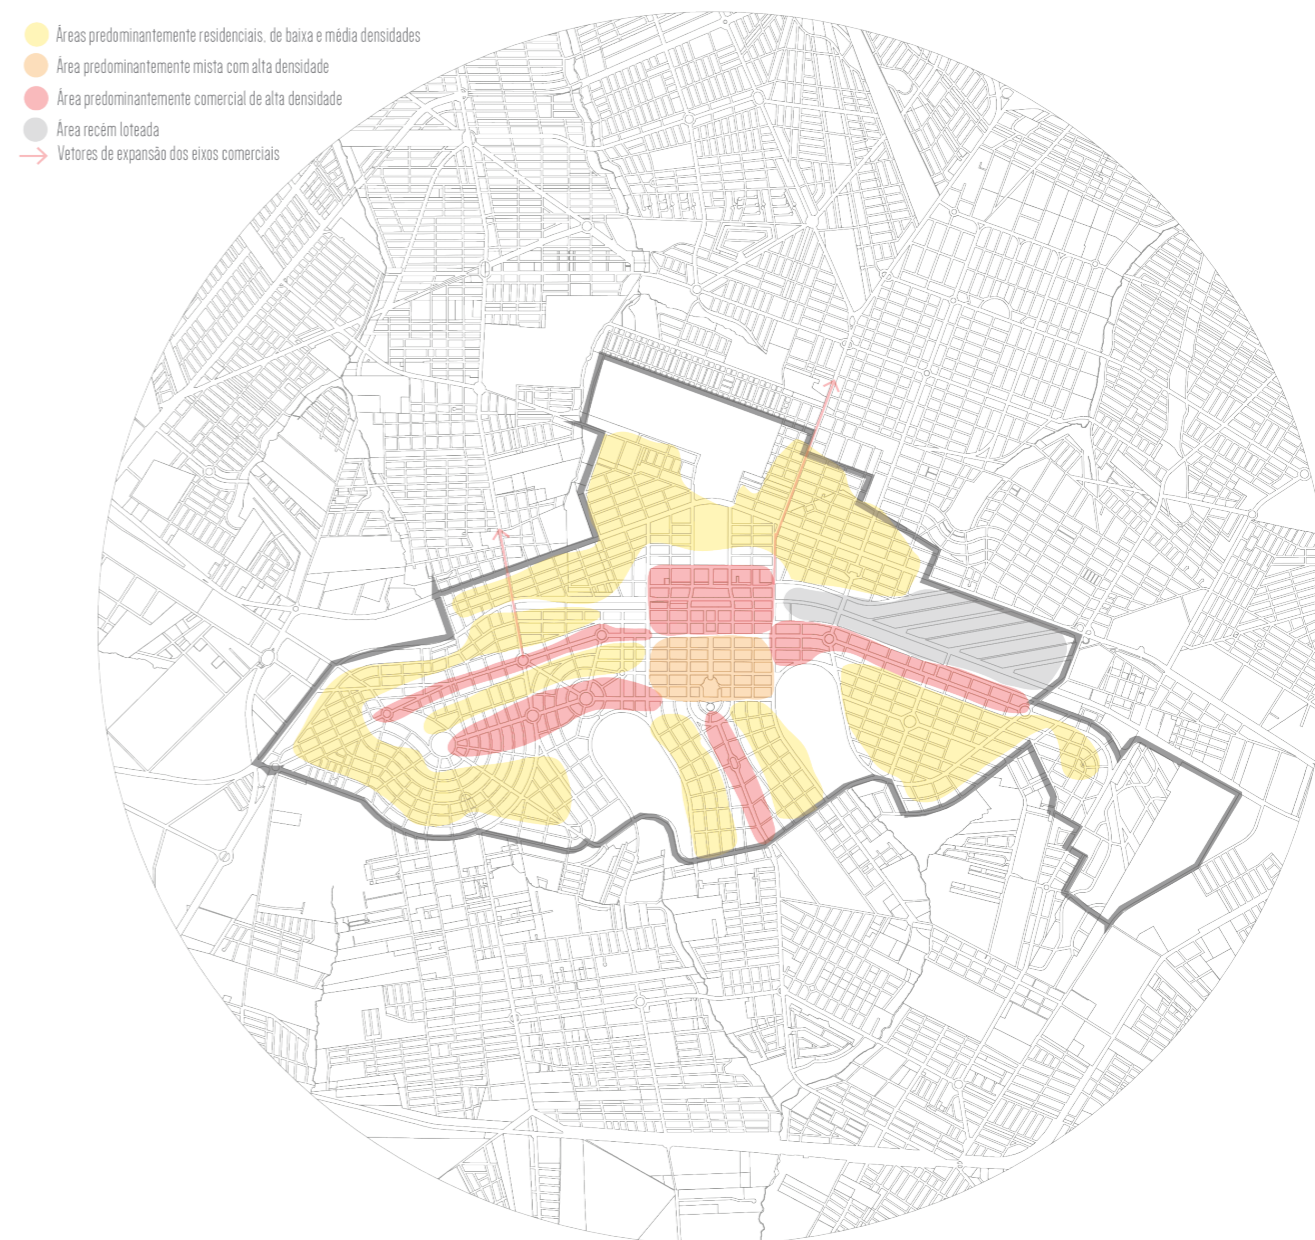 Áreas predominantemente residenciais, de baixa e média densidades
Área predominantemente mista com alta densidade
Área predominantemente comercial de alta densidade
Área recém loteada
Vetores de expansão dos eixos comerciais